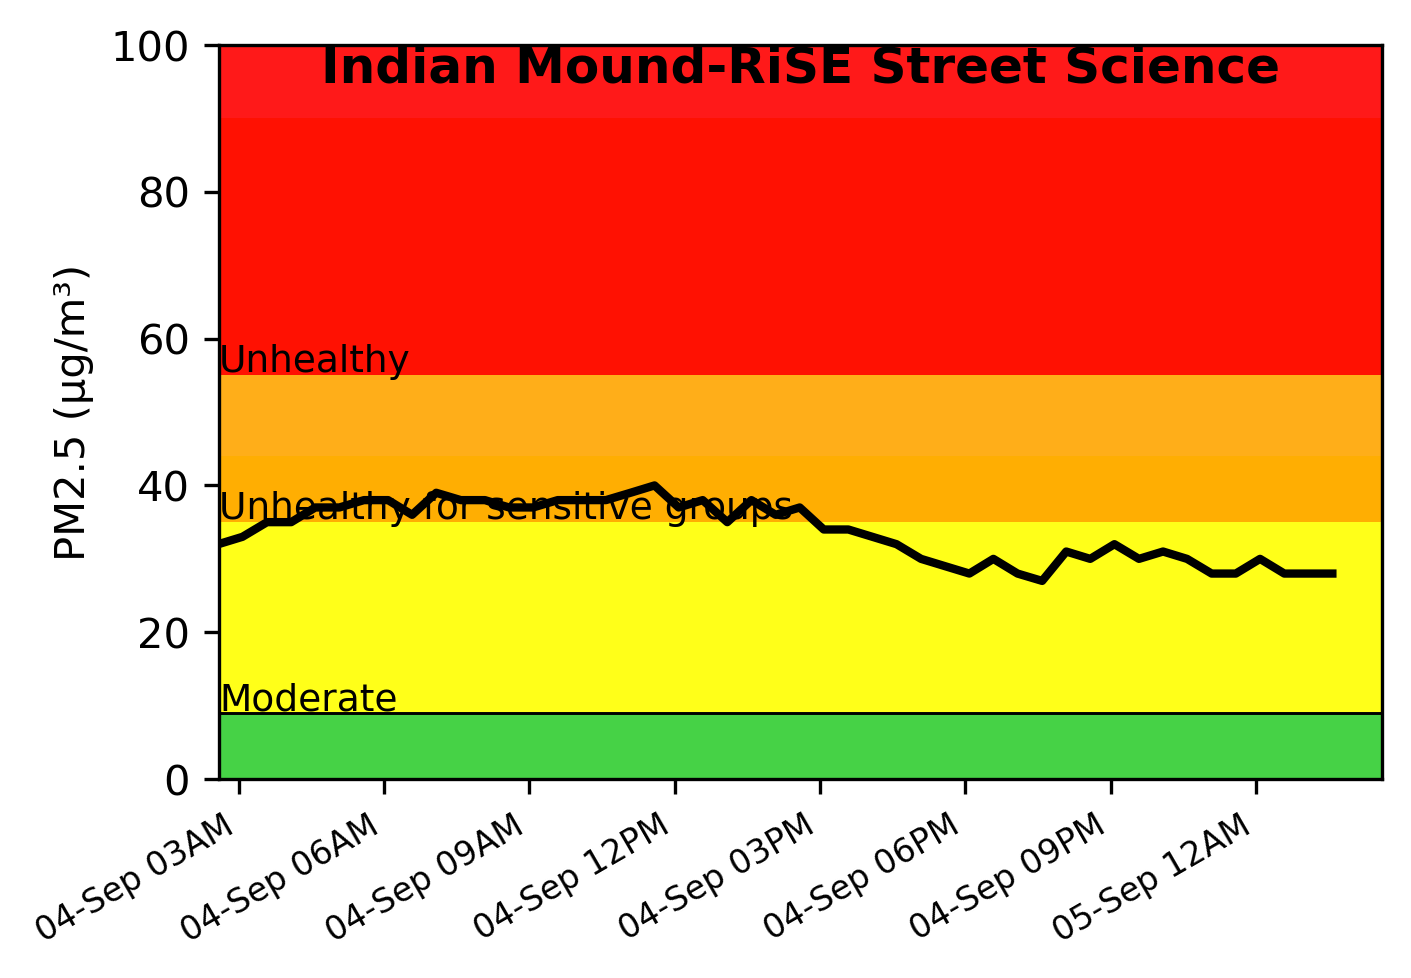 Indian Mound-RiSE Street Science
PM2.5 (µg/m³)
100
80
60
40
20
0
Unhealthy
Unhealthy for sensitive groups
Moderate
04-Sep 03AM
04-Sep 06AM
04-Sep 09AM
04-Sep 12PM
04-Sep 03PM
04-Sep 06PM
04-Sep 09PM
05-Sep 12AM